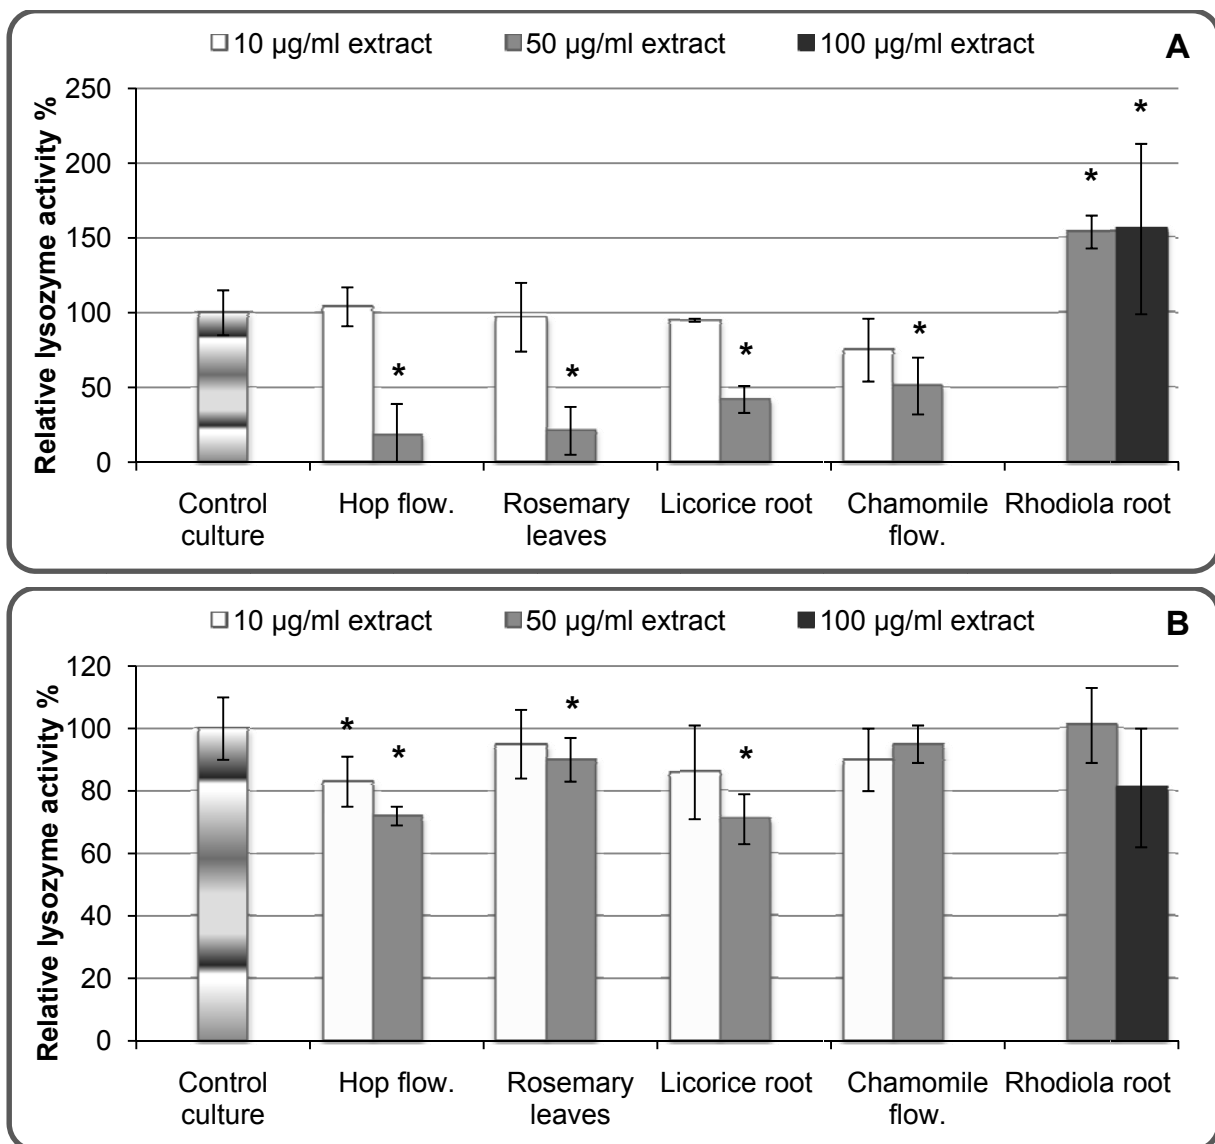 10 µg/ml extract 50 µg/ml extract 100 µg/ml extract A
Relative lysozyme activity %
250
200
150
100
50
0
* * * * * *
Control culture Hop flow. Rosemary leaves Licorice root Chamomile flow. Rhodiola root
10 µg/ml extract 50 µg/ml extract 100 µg/ml extract B
Relative lysozyme activity %
120
100
80
60
40
20
0
* * * *
Control culture Hop flow. Rosemary leaves Licorice root Chamomile flow. Rhodiola root